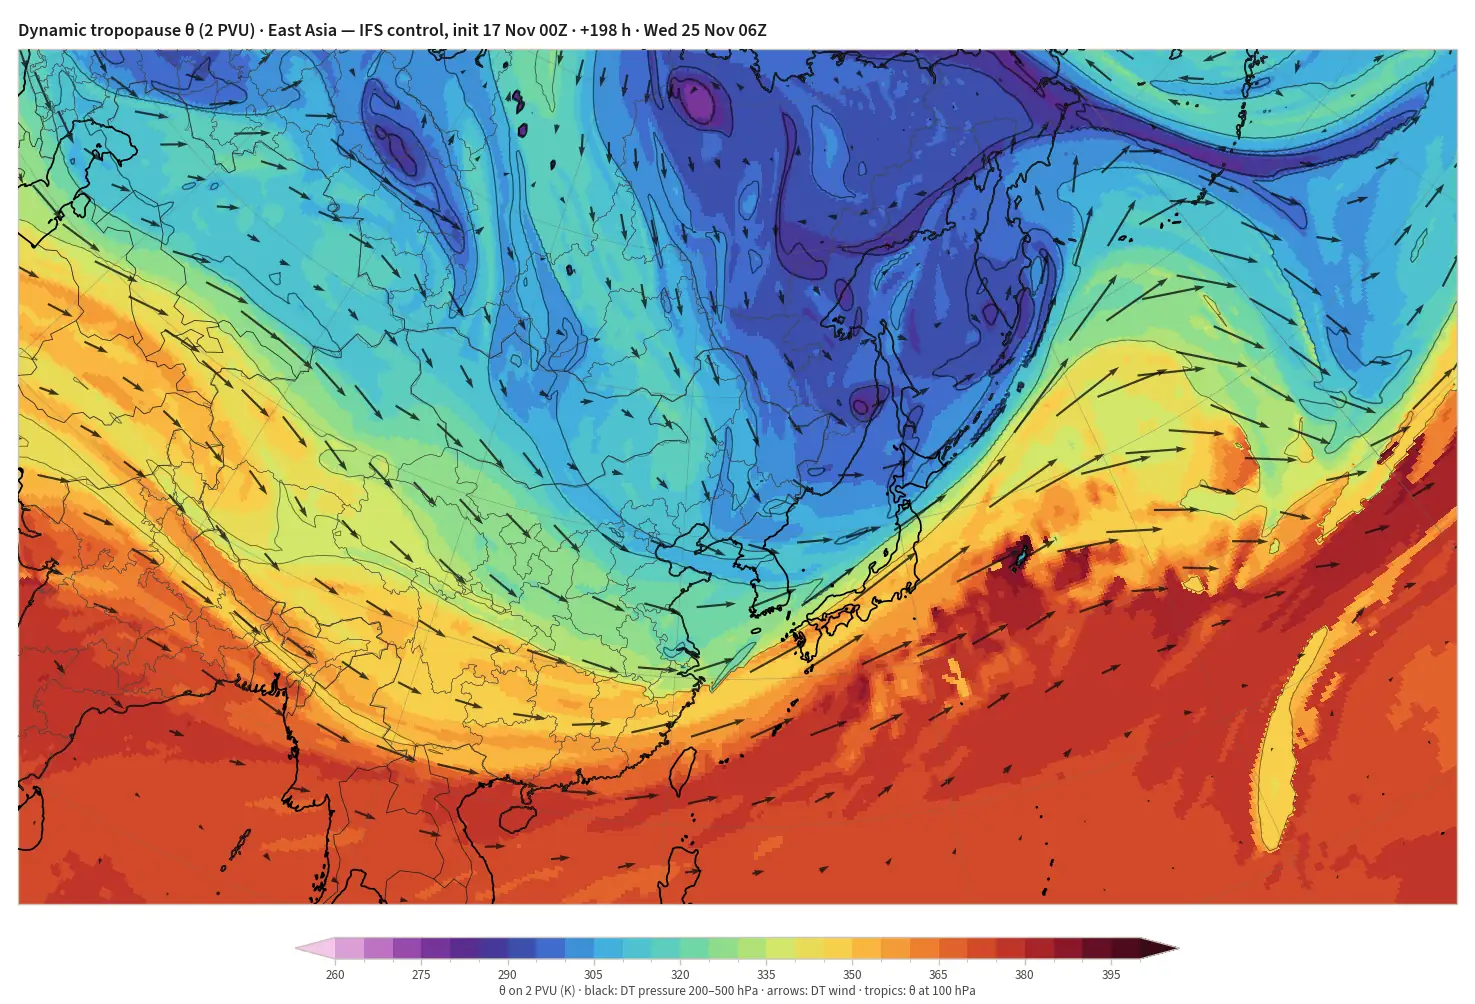 Dynamic tropopause θ (2 PVU) · East Asia — IFS control, init 17 Nov 00Z · +198 h · Wed 25 Nov 06Z
260 275 290 305 320 335 350 365 380 395
θ on 2 PVU (K) · black: DT pressure 200–500 hPa · arrows: DT wind · tropics: θ at 100 hPa